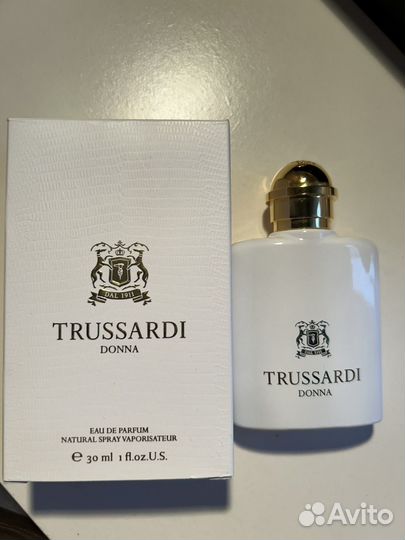 DAL 1911
TRUSSARDI
DONNA
EAU DE PARFUM
NATURAL SPRAY VAPORISATEUR
e 30 ml 1 fl.oz.U.S.
TRUSSARDI
DONNA
Avito